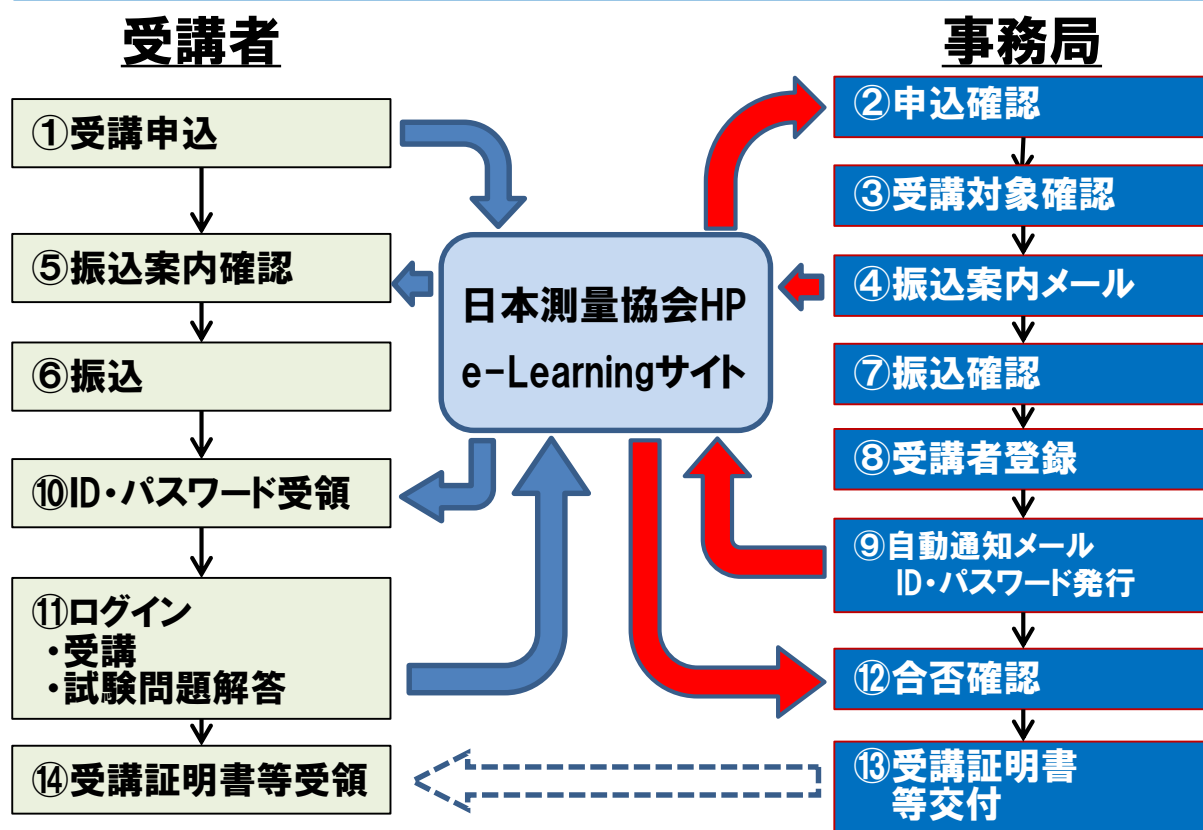 受講者
①受講申込
⑤振込案内確認
⑥振込
⑩ID・パスワード受領
⑪ログイン
・受講
・試験問題解答
⑭受講証明書等受領
日本測量協会HP
e-Learningサイト
事務局
②申込確認
③受講対象確認
④振込案内メール
⑦振込確認
⑧受講者登録
⑨自動通知メール
ID・パスワード発行
⑫合否確認
⑬受講証明書
等交付